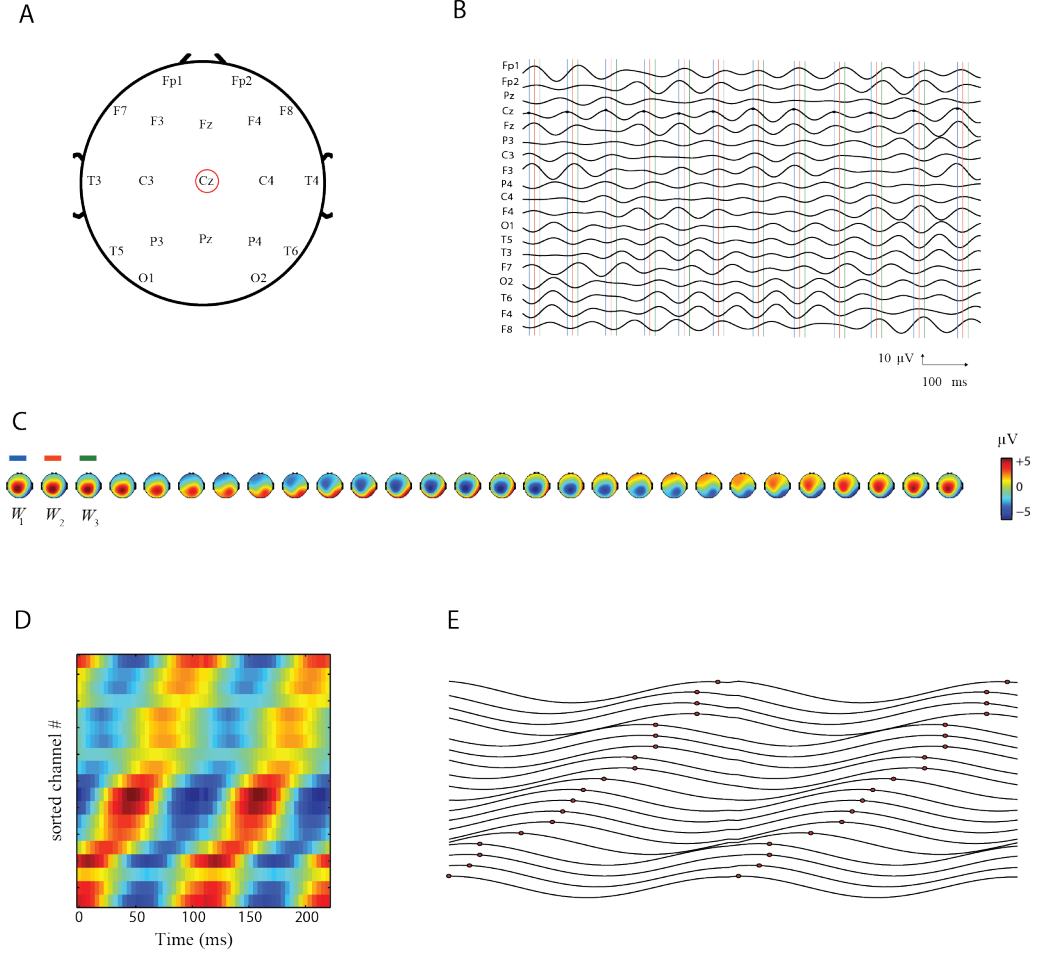 A
Fp1 Fp2
F7 F8
F3 Fz F4
T3 C3 Cz C4 T4
P3 Pz P4
T5 T6
O1 O2
B
Fp1
Fp2
Pz
Cz
Fz
P3
C3
F3
P4
C4
F4
O1
T5
T3
F7
O2
T6
F4
F8
10 μV
100 ms
C
W1 W2 W3
μV
+5
0
−5
D
sorted channel #
0 50 100 150 200
Time (ms)
E